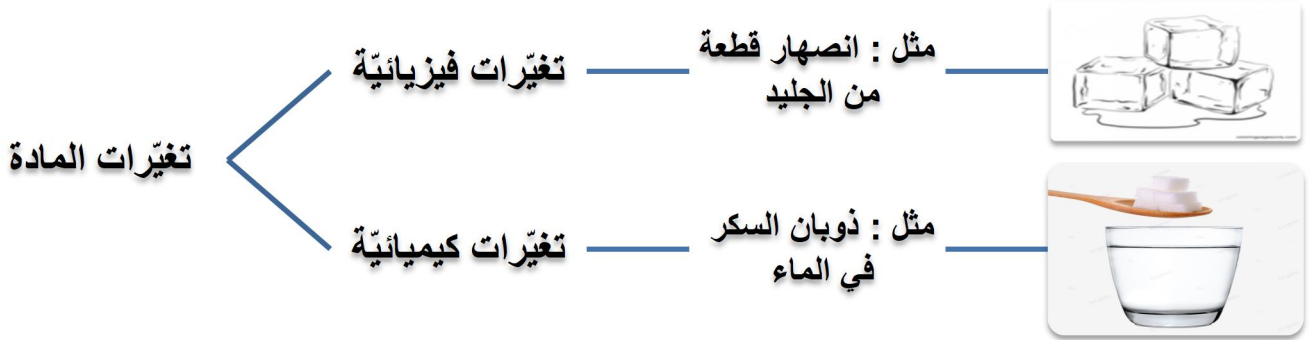 تغيّرات المادة
تغيّرات فيزيائيّة
مثل : انصهار قطعة
من الجليد
تغيّرات كيميائيّة
مثل : ذوبان السكر
في الماء